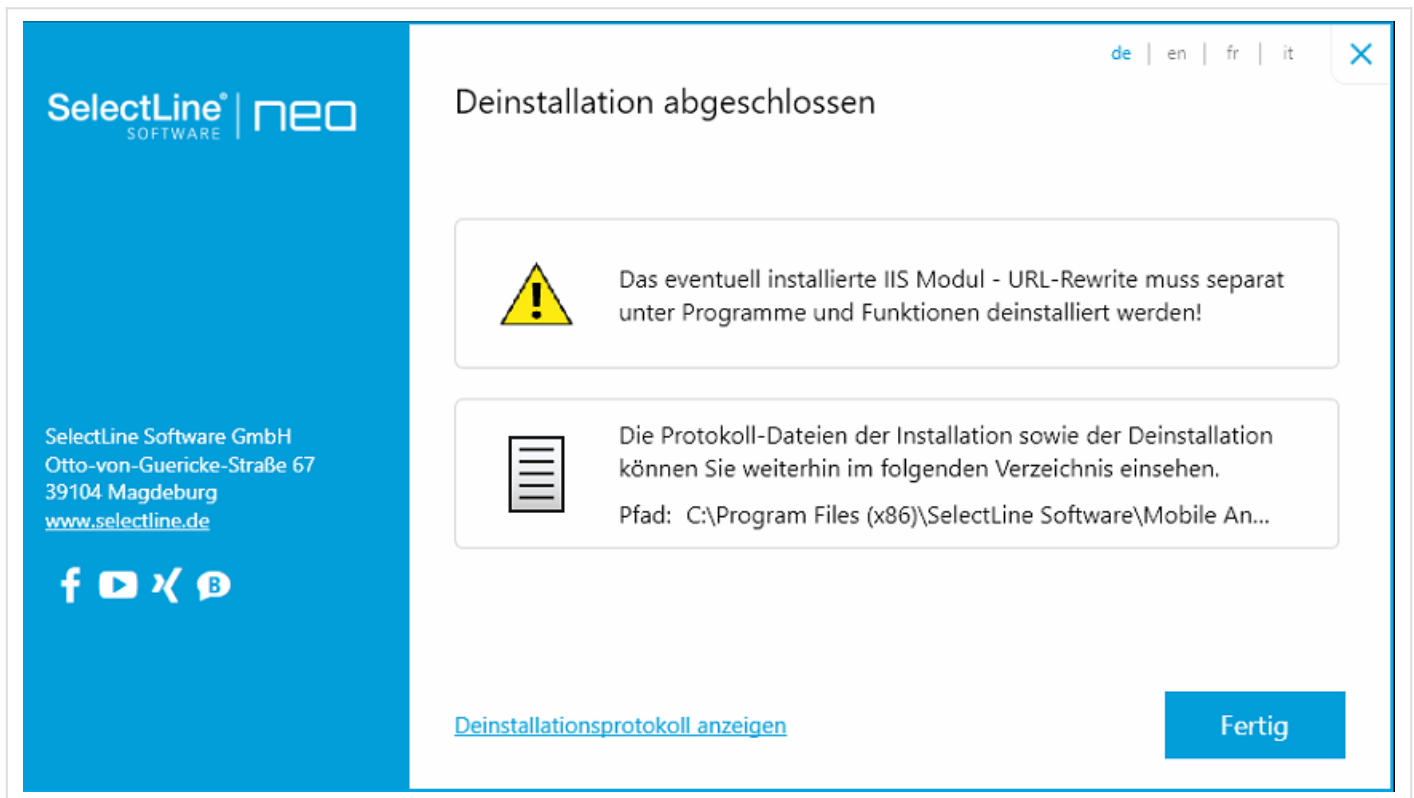 SelectLine® | neo
SOFTWARE
SelectLine Software GmbH
Otto-von-Guericke-Straße 67
39104 Magdeburg
www.selectline.de
de | en | fr | it
Deinstallation abgeschlossen
Das eventuell installierte IIS Modul - URL-Rewrite muss separat
unter Programme und Funktionen deinstalliert werden!
Die Protokoll-Dateien der Installation sowie der Deinstallation
können Sie weiterhin im folgenden Verzeichnis einsehen.
Pfad: C:\Program Files (x86)\SelectLine Software\Mobile An...
Deinstallationsprotokoll anzeigen
Fertig